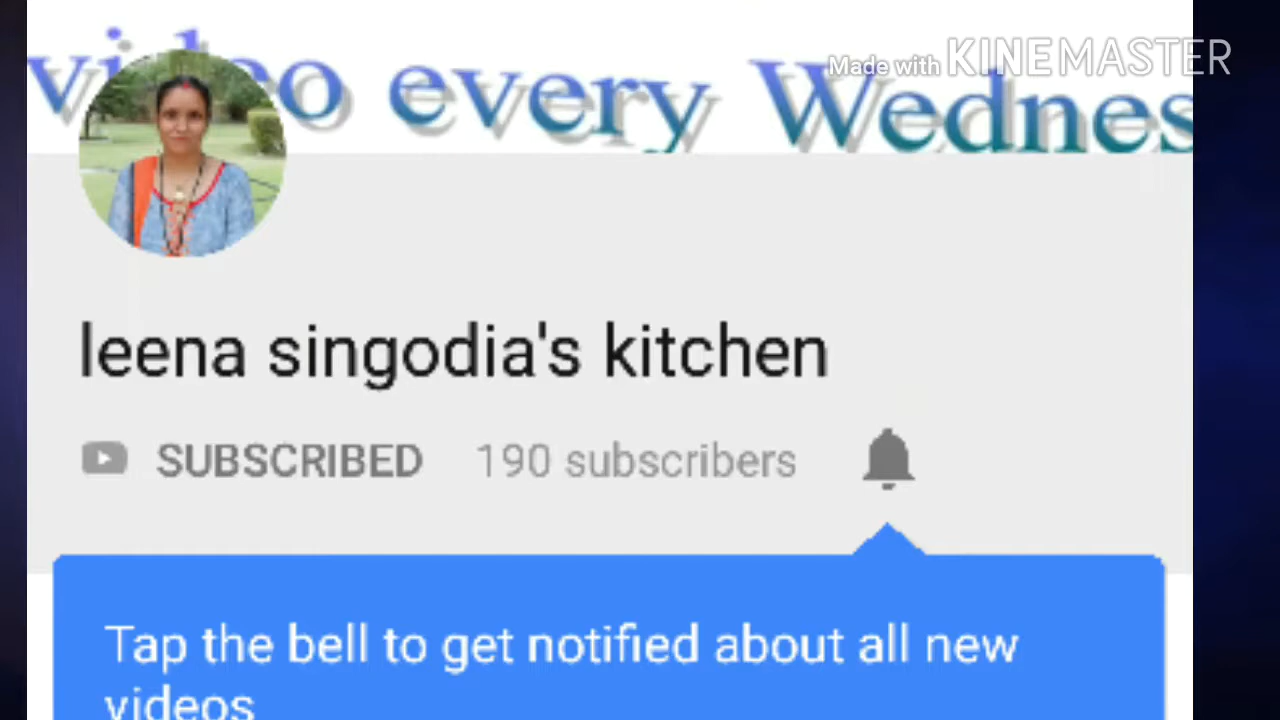 Made with KINEMASTER
video every Wednes
leena singodia's kitchen
SUBSCRIBED 190 subscribers
Tap the bell to get notified about all new
videos